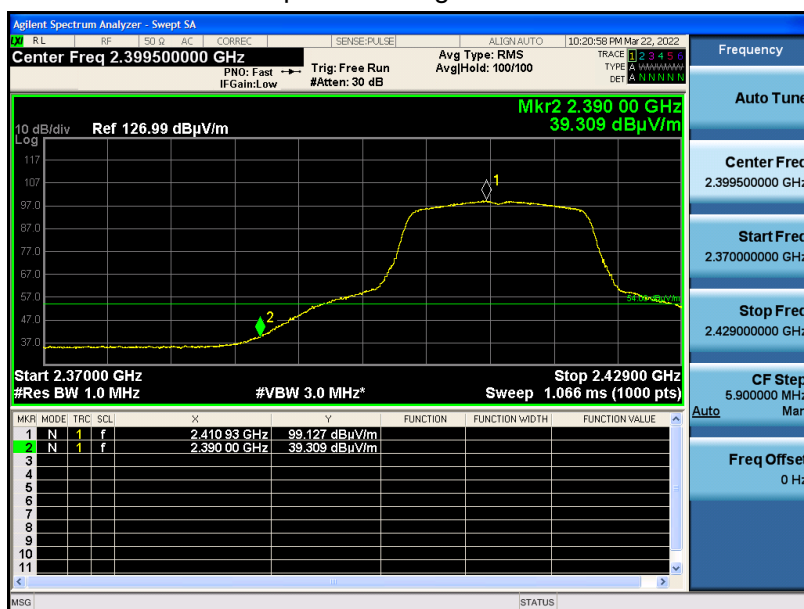 Agilent Spectrum Analyzer - Swept SA
LXI RL RF 50 Ω AC CORREC SENSE:PULSE ALIGN AUTO 10:20:58 PM Mar 22, 2022
Center Freq 2.399500000 GHz
PNO: Fast
IFGain:Low
Trig: Free Run
#Atten: 30 dB
Avg Type: RMS
Avg|Hold: 100/100
TRACE 1 2 3 4 5 6
TYPE A WWWWW
DET A N N N N N
Mkr2 2.390 00 GHz
39.309 dBµV/m
10 dB/div Ref 126.99 dBµV/m
Log
117
107
97.0
87.0
77.0
67.0
57.0
47.0
37.0
1
2
Start 2.37000 GHz
Stop 2.42900 GHz
#Res BW 1.0 MHz #VBW 3.0 MHz* Sweep 1.066 ms (1000 pts)
MKR MODE TRC SCL X Y FUNCTION FUNCTION WIDTH FUNCTION VALUE
1 N 1 f 2.410 93 GHz 99.127 dBµV/m
2 N 1 f 2.390 00 GHz 39.309 dBµV/m
3
4
5
6
7
8
9
10
11
MSG STATUS
Frequency
Auto Tune
Center Freq
2.399500000 GHz
Start Freq
2.370000000 GHz
Stop Freq
2.429000000 GHz
CF Step
5.900000 MHz
Auto Man
Freq Offset
0 Hz